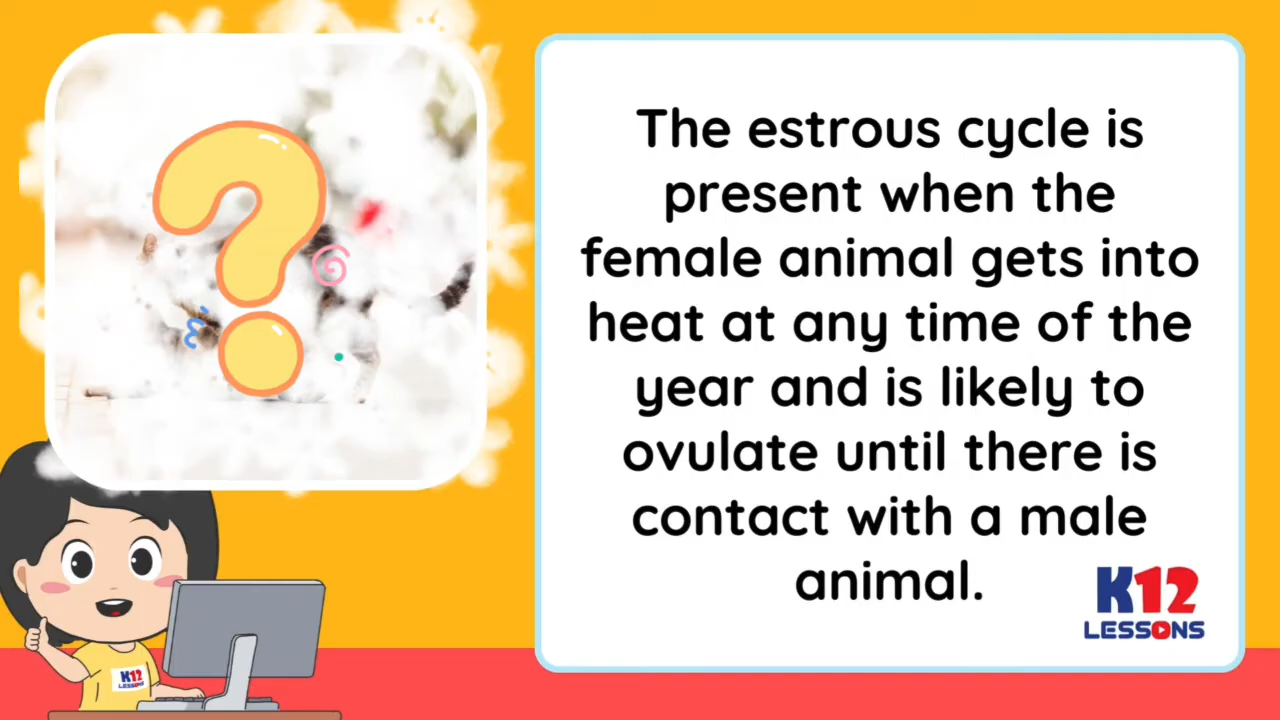 The estrous cycle is
present when the
female animal gets into
heat at any time of the
year and is likely to
ovulate until there is
contact with a male
animal.
K12
LESSONS
K12
LESSONS